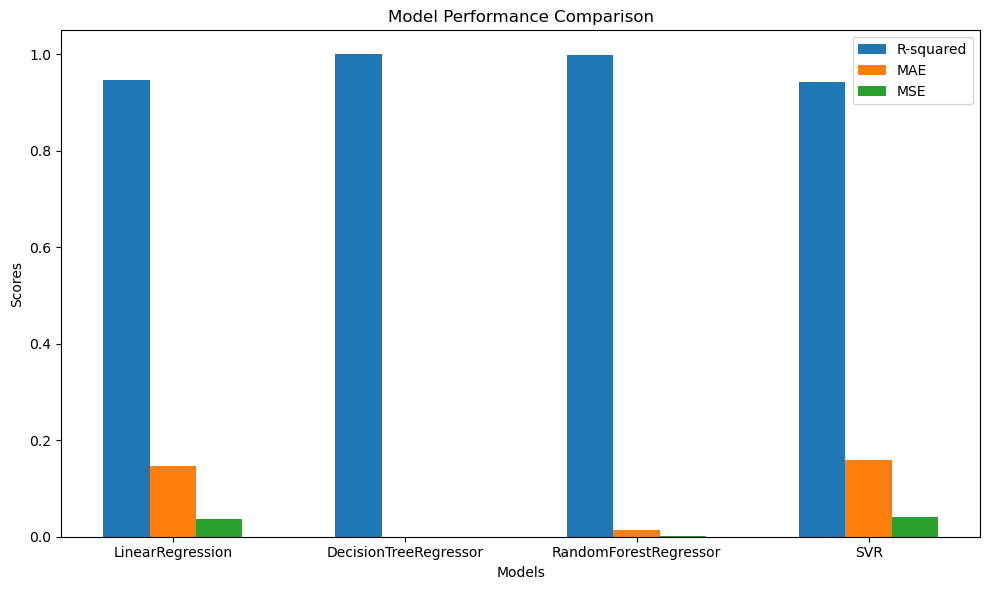 Model Performance Comparison
R-squared
MAE
MSE
Scores
1.0
0.8
0.6
0.4
0.2
0.0
LinearRegression
DecisionTreeRegressor
RandomForestRegressor
SVR
Models